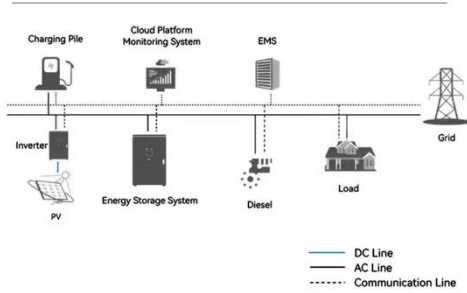 Charging Pile
Cloud Platform
Monitoring System
EMS
Grid
Inverter
PV
Energy Storage System
Diesel
Load
DC Line
AC Line
Communication Line